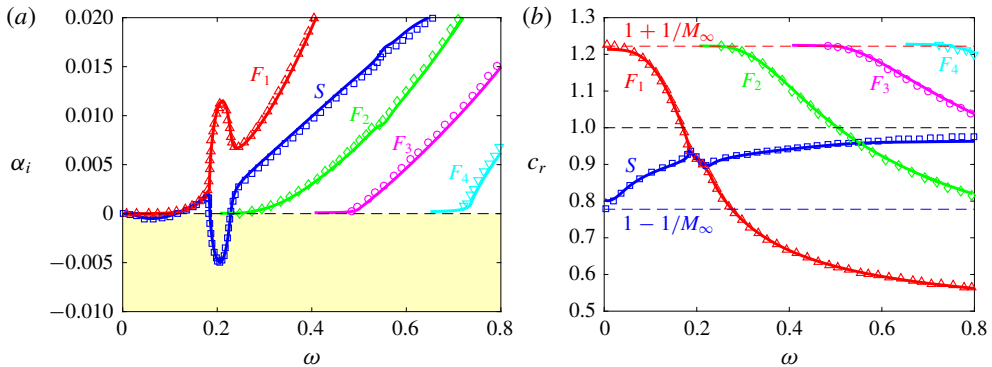 (a)
0.020
0.015
0.010
0.005
0
−0.005
−0.010
α_i
0
0.2
0.4
0.6
0.8
ω
F_1
S
F_2
F_3
F_4
(b)
1.3
1.2
1.1
1.0
0.9
0.8
0.7
0.6
0.5
c_r
0
0.2
0.4
0.6
0.8
ω
1 + 1/M_∞
F_1
F_2
F_3
F_4
S
1 − 1/M_∞